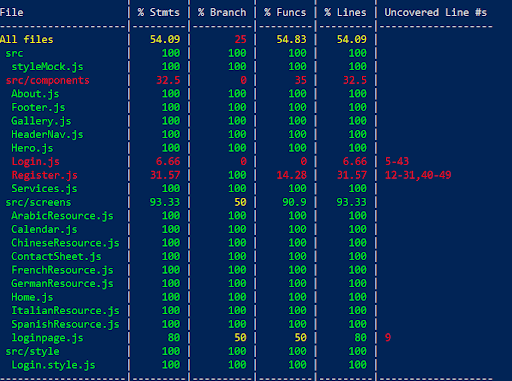 File | % Stmts | % Branch | % Funcs | % Lines | Uncovered Line #s
All files | 54.09 | 25 | 54.83 | 54.09 |
src | 100 | 100 | 100 | 100 |
styleMock.js | 100 | 100 | 100 | 100 |
src/components | 32.5 | 0 | 35 | 32.5 |
About.js | 100 | 100 | 100 | 100 |
Footer.js | 100 | 100 | 100 | 100 |
Gallery.js | 100 | 100 | 100 | 100 |
HeaderNav.js | 100 | 100 | 100 | 100 |
Hero.js | 100 | 100 | 100 | 100 |
Login.js | 6.66 | 0 | 0 | 6.66 | 5-43
Register.js | 31.57 | 100 | 14.28 | 31.57 | 12-31,40-49
Services.js | 100 | 100 | 100 | 100 |
src/screens | 93.33 | 50 | 90.9 | 93.33 |
ArabicResource.js | 100 | 100 | 100 | 100 |
Calendar.js | 100 | 100 | 100 | 100 |
ChineseResource.js | 100 | 100 | 100 | 100 |
ContactSheet.js | 100 | 100 | 100 | 100 |
FrenchResource.js | 100 | 100 | 100 | 100 |
GermanResource.js | 100 | 100 | 100 | 100 |
Home.js | 100 | 100 | 100 | 100 |
ItalianResource.js | 100 | 100 | 100 | 100 |
SpanishResource.js | 100 | 100 | 100 | 100 |
loginpage.js | 80 | 50 | 50 | 80 | 9
src/style | 100 | 100 | 100 | 100 |
Login.style.js | 100 | 100 | 100 | 100 |